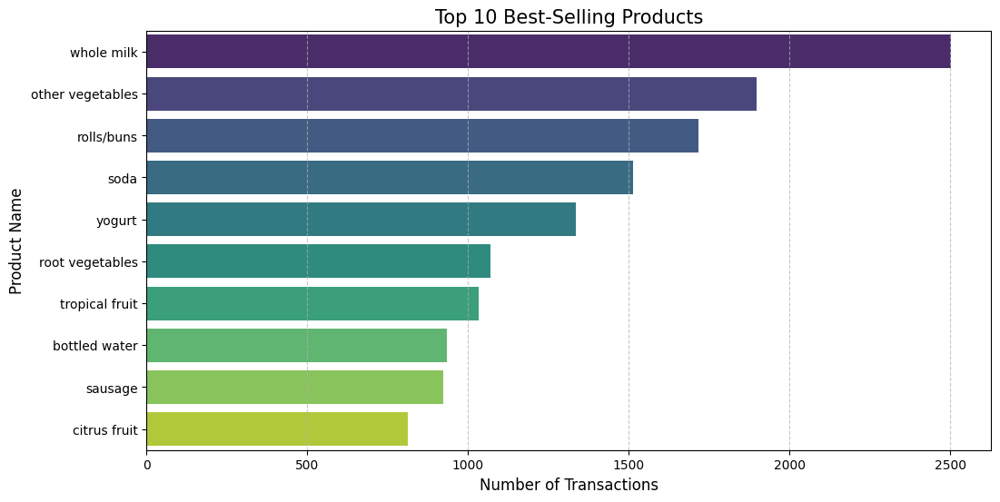 Top 10 Best-Selling Products
Product Name
whole milk
other vegetables
rolls/buns
soda
yogurt
root vegetables
tropical fruit
bottled water
sausage
citrus fruit
0 500 1000 1500 2000 2500
Number of Transactions